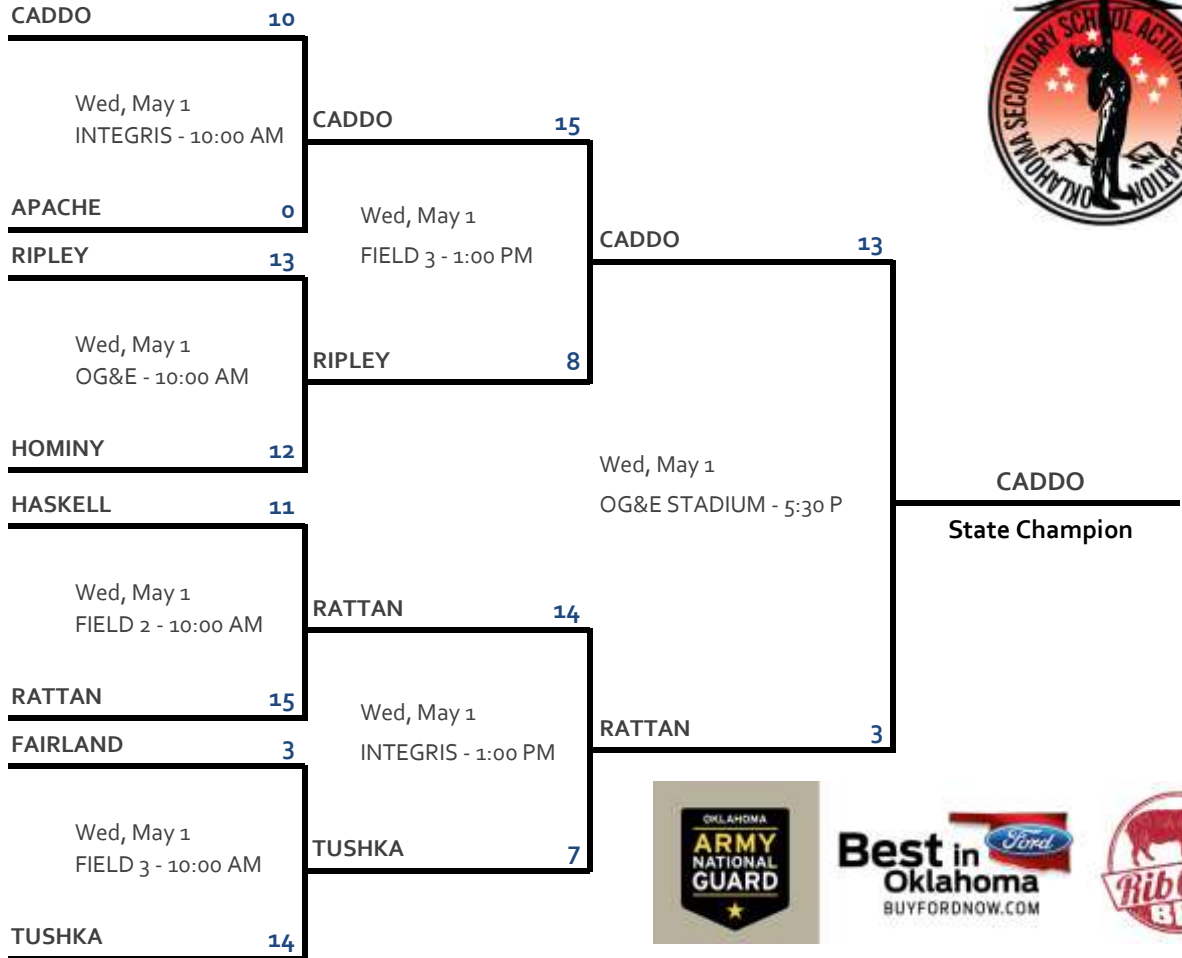 CADDO 10
Wed, May 1
INTEGRIS - 10:00 AM
APACHE 0
RIPLEY 13
Wed, May 1
OG&E - 10:00 AM
HOMINY 12
HASKELL 11
Wed, May 1
FIELD 2 - 10:00 AM
RATTAN 15
FAIRLAND 3
Wed, May 1
FIELD 3 - 10:00 AM
TUSHKA 14
CADDO 15
Wed, May 1
FIELD 3 - 1:00 PM
RIPLEY 8
RATTAN 14
Wed, May 1
INTEGRIS - 1:00 PM
TUSHKA 7
CADDO 13
Wed, May 1
OG&E STADIUM - 5:30 P
RATTAN 3
CADDO
State Champion
OKLAHOMA SECONDARY SCHOOL
OKLAHOMA
ARMY
NATIONAL
GUARD
Best in
Ford
Oklahoma
BUYFORDNOW.COM
Rib